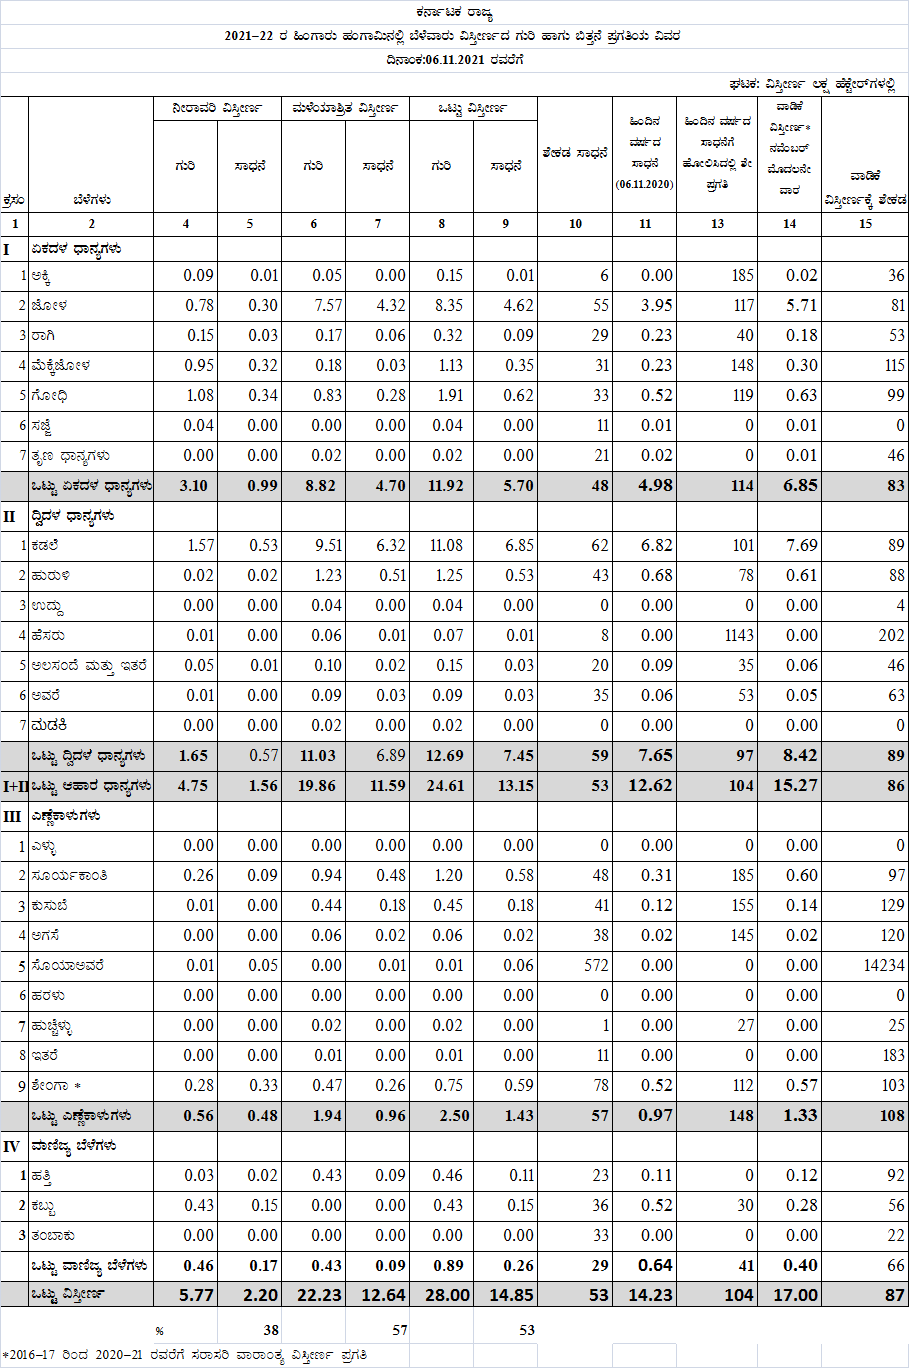 ಕರ್ನಾಟಕ ರಾಜ್ಯ
2021–22 ರ ಹಿಂಗಾರು ಹಂಗಾಮಿನಲ್ಲಿ ಬೆಳೆವಾರು ವಿಸ್ತೀರ್ಣದ ಗುರಿ ಹಾಗು ಬಿತ್ತನೆ ಪ್ರಗತಿಯ ವಿವರ
ದಿನಾಂಕ:06.11.2021 ರವರೆಗೆ
ಘಟಕ: ವಿಸ್ತೀರ್ಣ ಲಕ್ಷ ಹೆಕ್ಟೇರ್‌ಗಳಲ್ಲಿ
ಕ್ರಸಂ ಬೆಳೆಗಳು ನೀರಾವರಿ ವಿಸ್ತೀರ್ಣ ಮಳೆಯಾಶ್ರಿತ ವಿಸ್ತೀರ್ಣ ಒಟ್ಟು ವಿಸ್ತೀರ್ಣ ಶೇಕಡ ಸಾಧನೆ ಹಿಂದಿನ ವರ್ಷದ ಸಾಧನೆ (06.11.2020) ಹಿಂದಿನ ವರ್ಷದ ಸಾಧನೆಗೆ ಹೋಲಿಸಿದಲ್ಲಿ ಶೇ ಪ್ರಗತಿ ವಾಡಿಕೆ ವಿಸ್ತೀರ್ಣ* ನವೆಂಬರ್ ಮೊದಲನೇ ವಾರ ವಾಡಿಕೆ ವಿಸ್ತೀರ್ಣಕ್ಕೆ ಶೇಕಡ
ಗುರಿ ಸಾಧನೆ ಗುರಿ ಸಾಧನೆ ಗುರಿ ಸಾಧನೆ
1 2 4 5 6 7 8 9 10 11 13 14 15
I ಏಕದಳ ಧಾನ್ಯಗಳು
1 ಅಕ್ಕಿ 0.09 0.01 0.05 0.00 0.15 0.01 6 0.00 185 0.02 36
2 ಜೋಳ 0.78 0.30 7.57 4.32 8.35 4.62 55 3.95 117 5.71 81
3 ರಾಗಿ 0.15 0.03 0.17 0.06 0.32 0.09 29 0.23 40 0.18 53
4 ಮೆಕ್ಕೆಜೋಳ 0.95 0.32 0.18 0.03 1.13 0.35 31 0.23 148 0.30 115
5 ಗೋಧಿ 1.08 0.34 0.83 0.28 1.91 0.62 33 0.52 119 0.63 99
6 ಸಜ್ಜೆ 0.04 0.00 0.00 0.00 0.04 0.00 11 0.01 0 0.01 0
7 ತೃಣ ಧಾನ್ಯಗಳು 0.00 0.00 0.02 0.00 0.02 0.00 21 0.02 0 0.01 46
ಒಟ್ಟು ಏಕದಳ ಧಾನ್ಯಗಳು 3.10 0.99 8.82 4.70 11.92 5.70 48 4.98 114 6.85 83
II ದ್ವಿದಳ ಧಾನ್ಯಗಳು
1 ಕಡಲೆ 1.57 0.53 9.51 6.32 11.08 6.85 62 6.82 101 7.69 89
2 ಹುರುಳಿ 0.02 0.02 1.23 0.51 1.25 0.53 43 0.68 78 0.61 88
3 ಉದ್ದು 0.00 0.00 0.04 0.00 0.04 0.00 0 0.00 0 0.00 4
4 ಹೆಸರು 0.01 0.00 0.06 0.01 0.07 0.01 8 0.00 1143 0.00 202
5 ಅಲಸಂದೆ ಮತ್ತು ಇತರೆ 0.05 0.01 0.10 0.02 0.15 0.03 20 0.09 35 0.06 46
6 ಅವರೆ 0.01 0.00 0.09 0.03 0.09 0.03 35 0.06 53 0.05 63
7 ಮಡಕಿ 0.00 0.00 0.02 0.00 0.02 0.00 0 0.00 0 0.00 0
ಒಟ್ಟು ದ್ವಿದಳ ಧಾನ್ಯಗಳು 1.65 0.57 11.03 6.89 12.69 7.45 59 7.65 97 8.42 89
I+II ಒಟ್ಟು ಆಹಾರ ಧಾನ್ಯಗಳು 4.75 1.56 19.86 11.59 24.61 13.15 53 12.62 104 15.27 86
III ಎಣ್ಣೆಕಾಳುಗಳು
1 ಎಳ್ಳು 0.00 0.00 0.00 0.00 0.00 0.00 0 0.00 0 0.00 0
2 ಸೂರ್ಯಕಾಂತಿ 0.26 0.09 0.94 0.48 1.20 0.58 48 0.31 185 0.60 97
3 ಕುಸುಬೆ 0.01 0.00 0.44 0.18 0.45 0.18 41 0.12 155 0.14 129
4 ಅಗಸೆ 0.00 0.00 0.06 0.02 0.06 0.02 38 0.02 145 0.02 120
5 ಸೊಯಾಅವರೆ 0.01 0.05 0.00 0.01 0.01 0.06 572 0.00 0 0.00 14234
6 ಹರಳು 0.00 0.00 0.00 0.00 0.00 0.00 0 0.00 0 0.00 0
7 ಹುಚ್ಚೆಳ್ಳು 0.00 0.00 0.02 0.00 0.02 0.00 1 0.00 27 0.00 25
8 ಇತರೆ 0.00 0.00 0.01 0.00 0.01 0.00 11 0.00 0 0.00 183
9 ಶೇಂಗಾ * 0.28 0.33 0.47 0.26 0.75 0.59 78 0.52 112 0.57 103
ಒಟ್ಟು ಎಣ್ಣೆಕಾಳುಗಳು 0.56 0.48 1.94 0.96 2.50 1.43 57 0.97 148 1.33 108
IV ವಾಣಿಜ್ಯ ಬೆಳೆಗಳು
1 ಹತ್ತಿ 0.03 0.02 0.43 0.09 0.46 0.11 23 0.11 0 0.12 92
2 ಕಬ್ಬು 0.43 0.15 0.00 0.00 0.43 0.15 36 0.52 30 0.28 56
3 ತಂಬಾಕು 0.00 0.00 0.00 0.00 0.00 0.00 33 0.00 0 0.00 22
ಒಟ್ಟು ವಾಣಿಜ್ಯ ಬೆಳೆಗಳು 0.46 0.17 0.43 0.09 0.89 0.26 29 0.64 41 0.40 66
ಒಟ್ಟು ವಿಸ್ತೀರ್ಣ 5.77 2.20 22.23 12.64 28.00 14.85 53 14.23 104 17.00 87
% 38 57 53
*2016–17 ರಿಂದ 2020–21 ರವರೆಗೆ ಸರಾಸರಿ ವಾರಾಂತ್ಯ ವಿಸ್ತೀರ್ಣ ಪ್ರಗತಿ